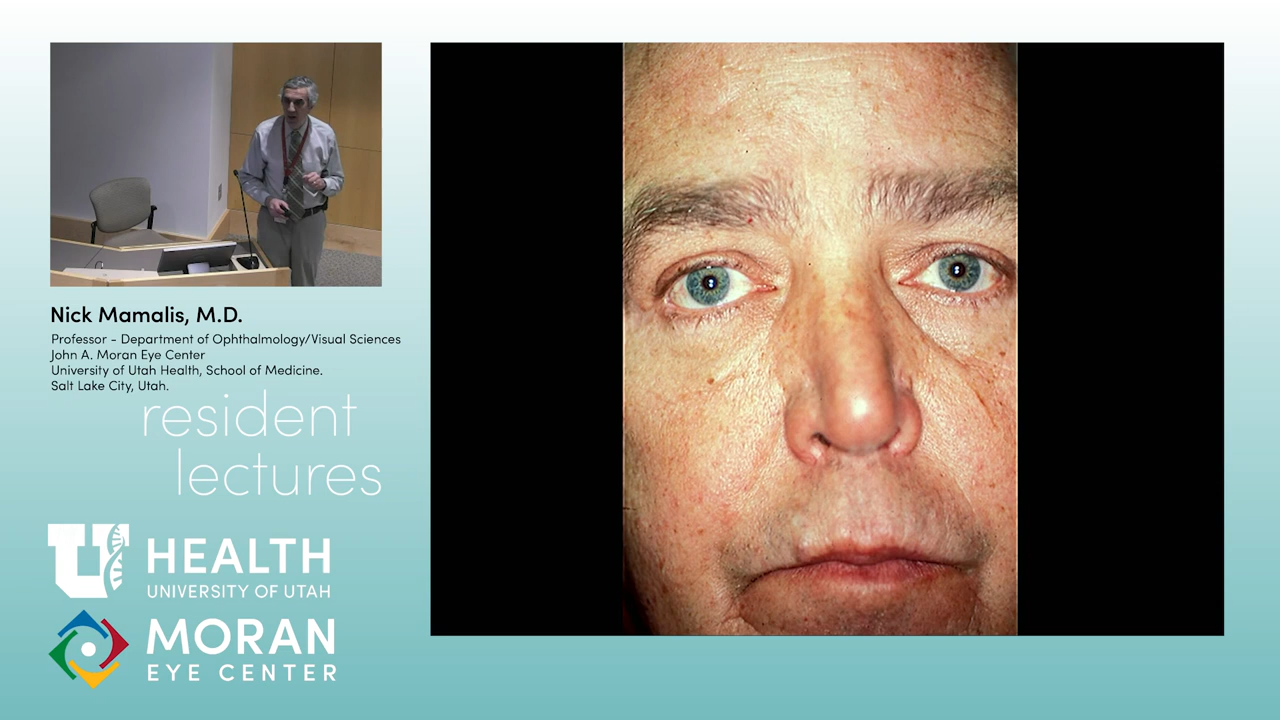 Nick Mamalis, M.D.
Professor - Department of Ophthalmology/Visual Sciences
John A. Moran Eye Center
University of Utah Health, School of Medicine.
Salt Lake City, Utah.
resident
lectures
U HEALTH
UNIVERSITY OF UTAH
MORAN
EYE CENTER